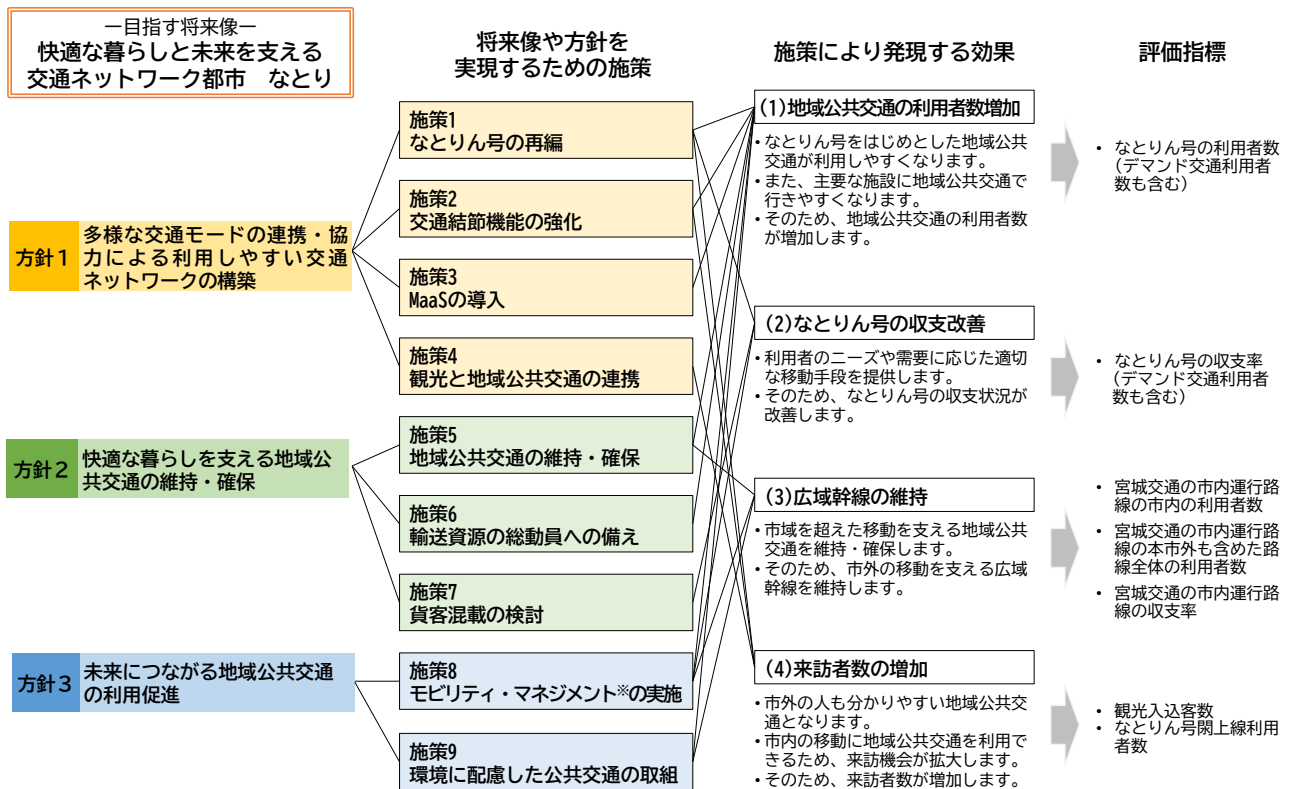 ー目指す将来像ー
快適な暮らしと未来を支える
交通ネットワーク都市　なとり
将来像や方針を
実現するための施策
施策により発現する効果
評価指標
方針1
多様な交通モードの連携・協
力による利用しやすい交通
ネットワークの構築
方針2
快適な暮らしを支える地域公
共交通の維持・確保
方針3
未来につながる地域公共交通
の利用促進
施策1
なとりん号の再編
施策2
交通結節機能の強化
施策3
MaaSの導入
施策4
観光と地域公共交通の連携
施策5
地域公共交通の維持・確保
施策6
輸送資源の総動員への備え
施策7
貨客混載の検討
施策8
モビリティ・マネジメント※の実施
施策9
環境に配慮した公共交通の取組
(1)地域公共交通の利用者数増加
・なとりん号をはじめとした地域公共
交通が利用しやすくなります。
・また、主要な施設に地域公共交通で
行きやすくなります。
・そのため、地域公共交通の利用者数
が増加します。
(2)なとりん号の収支改善
・利用者のニーズや需要に応じた適切
な移動手段を提供します。
・そのため、なとりん号の収支状況が
改善します。
(3)広域幹線の維持
・市域を超えた移動を支える地域公共
交通を維持・確保します。
・そのため、市外の移動を支える広域
幹線を維持します。
(4)来訪者数の増加
・市外の人も分かりやすい地域公共交
通となります。
・市内の移動に地域公共交通を利用で
きるため、来訪機会が拡大します。
・そのため、来訪者数が増加します。
・ なとりん号の利用者数
(デマンド交通利用者
数も含む)
・ なとりん号の収支率
(デマンド交通利用者
数も含む)
・ 宮城交通の市内運行路
線の市内の利用者数
・ 宮城交通の市内運行路
線の本市外も含めた路
線全体の利用者数
・ 宮城交通の市内運行路
線の収支率
・ 観光入込客数
・ なとりん号閖上線利用
者数